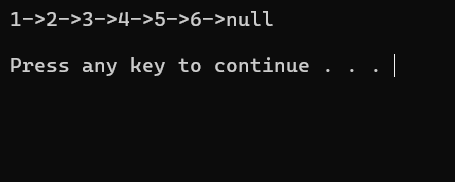 1->2->3->4->5->6->null
Press any key to continue . . .